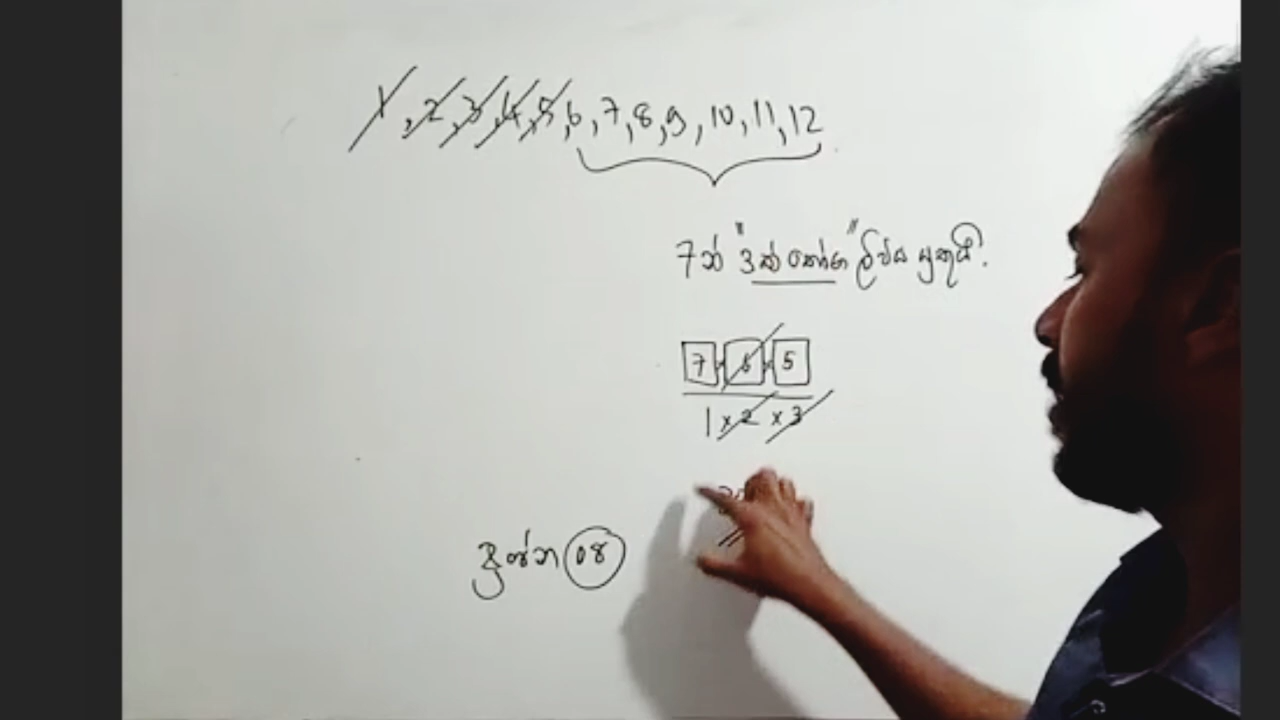 1, 2, 3, 4, 5, 6, 7, 8, 9, 10, 11, 12
7න් "3ක් තෝරා" ලිවිය යුතුයි.
7 · 6 · 5
1 × 2 × 3
ප්‍රශ්න 08